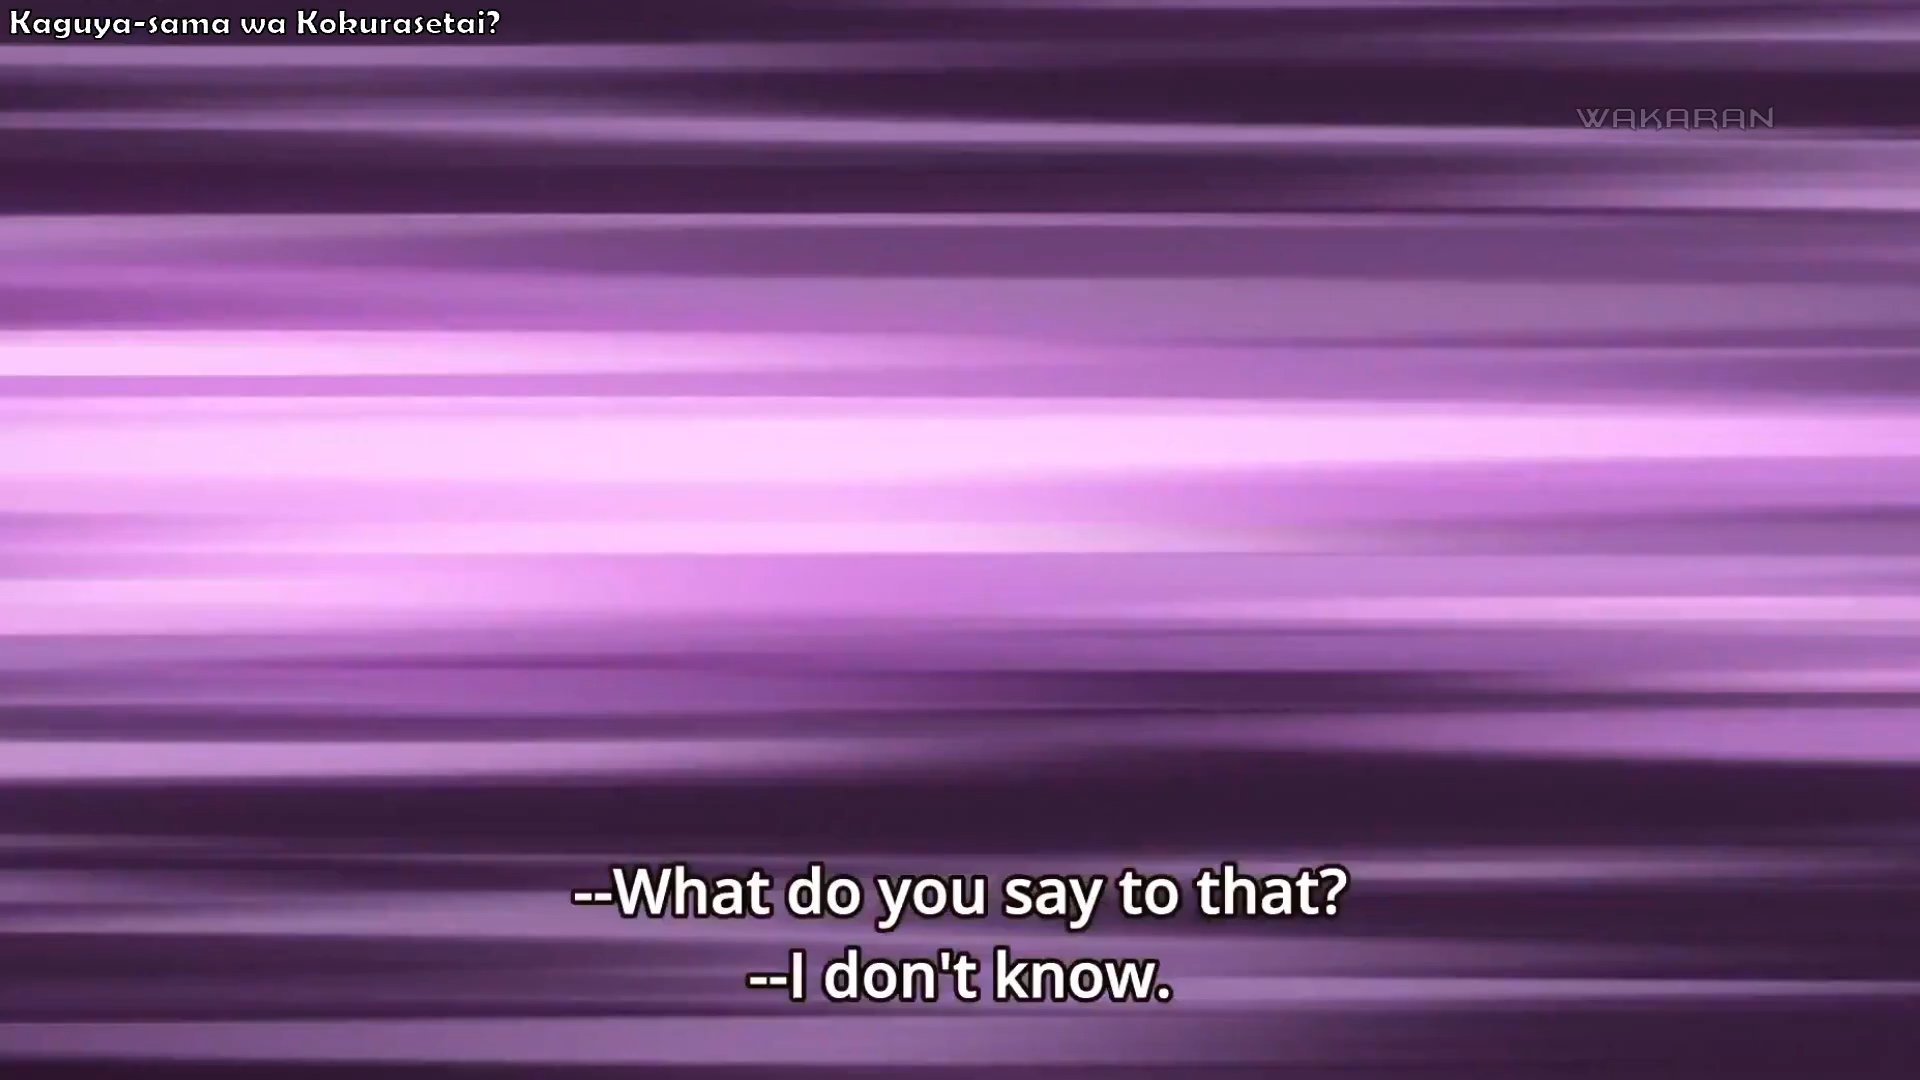 Kaguya-sama wa Kokurasetai?
WAKARAN
--What do you say to that?
--I don't know.